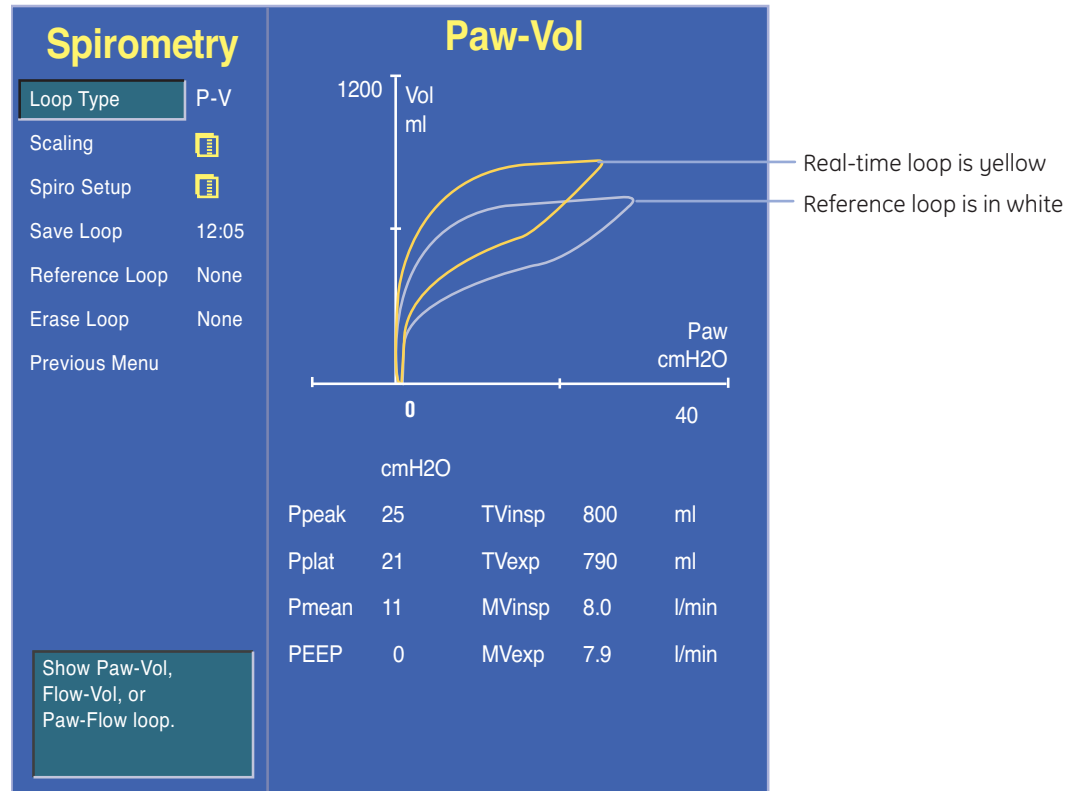 Spirometry
Loop Type P-V
Scaling
Spiro Setup
Save Loop 12:05
Reference Loop None
Erase Loop None
Previous Menu
Show Paw-Vol,
Flow-Vol, or
Paw-Flow loop.
Paw-Vol
1200
Vol
ml
Real-time loop is yellow
Reference loop is in white
Paw
cmH2O
0
40
cmH2O
Ppeak 25 TVinsp 800 ml
Pplat 21 TVexp 790 ml
Pmean 11 MVinsp 8.0 l/min
PEEP 0 MVexp 7.9 l/min